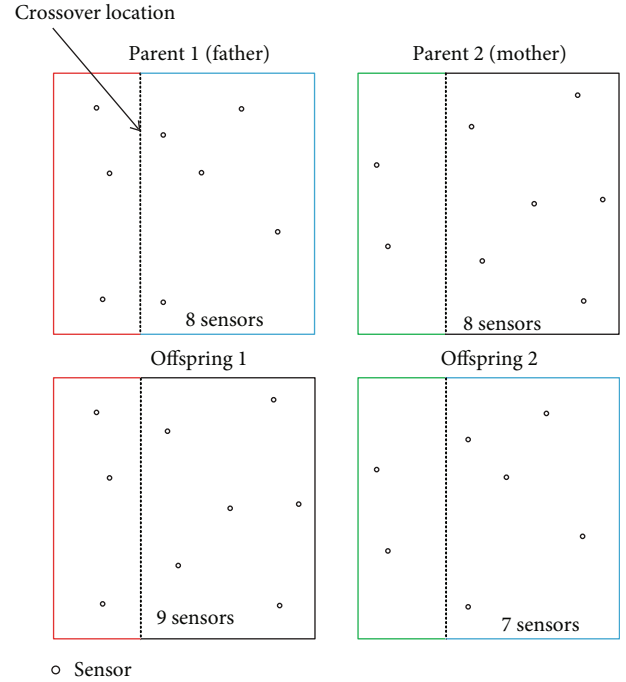 Crossover location
Parent 1 (father)
Parent 2 (mother)
8 sensors
8 sensors
Offspring 1
Offspring 2
9 sensors
7 sensors
Sensor